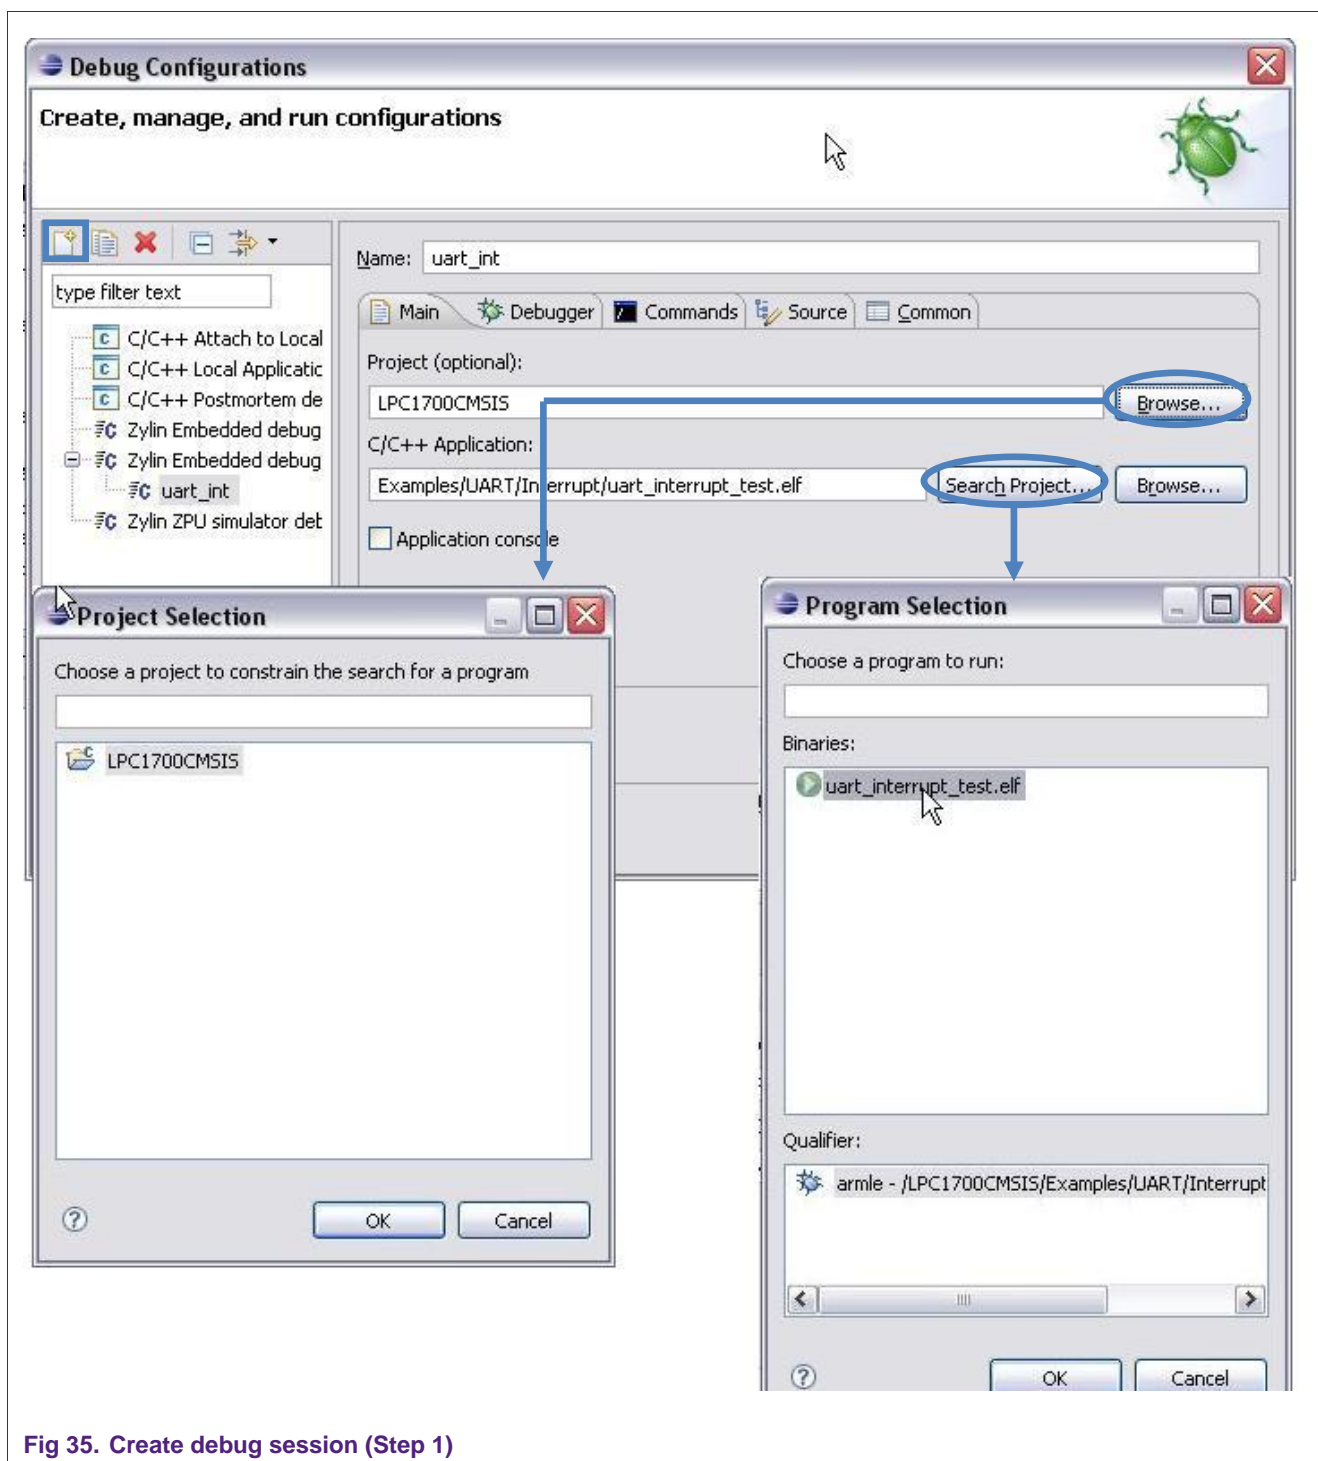 Debug Configurations
Create, manage, and run configurations
type filter text
C/C++ Attach to Local
C/C++ Local Applicatic
C/C++ Postmortem de
Zylin Embedded debug
Zylin Embedded debug
uart_int
Zylin ZPU simulator det
Name: uart_int
Main Debugger Commands Source Common
Project (optional):
LPC1700CMSIS Browse...
C/C++ Application:
Examples/UART/Interrupt/uart_interrupt_test.elf Search Project... Browse...
Application console
Project Selection
Choose a project to constrain the search for a program
LPC1700CMSIS
OK Cancel
Program Selection
Choose a program to run:
Binaries:
uart_interrupt_test.elf
Qualifier:
armle - /LPC1700CMSIS/Examples/UART/Interrupt
OK Cancel
Fig 35. Create debug session (Step 1)